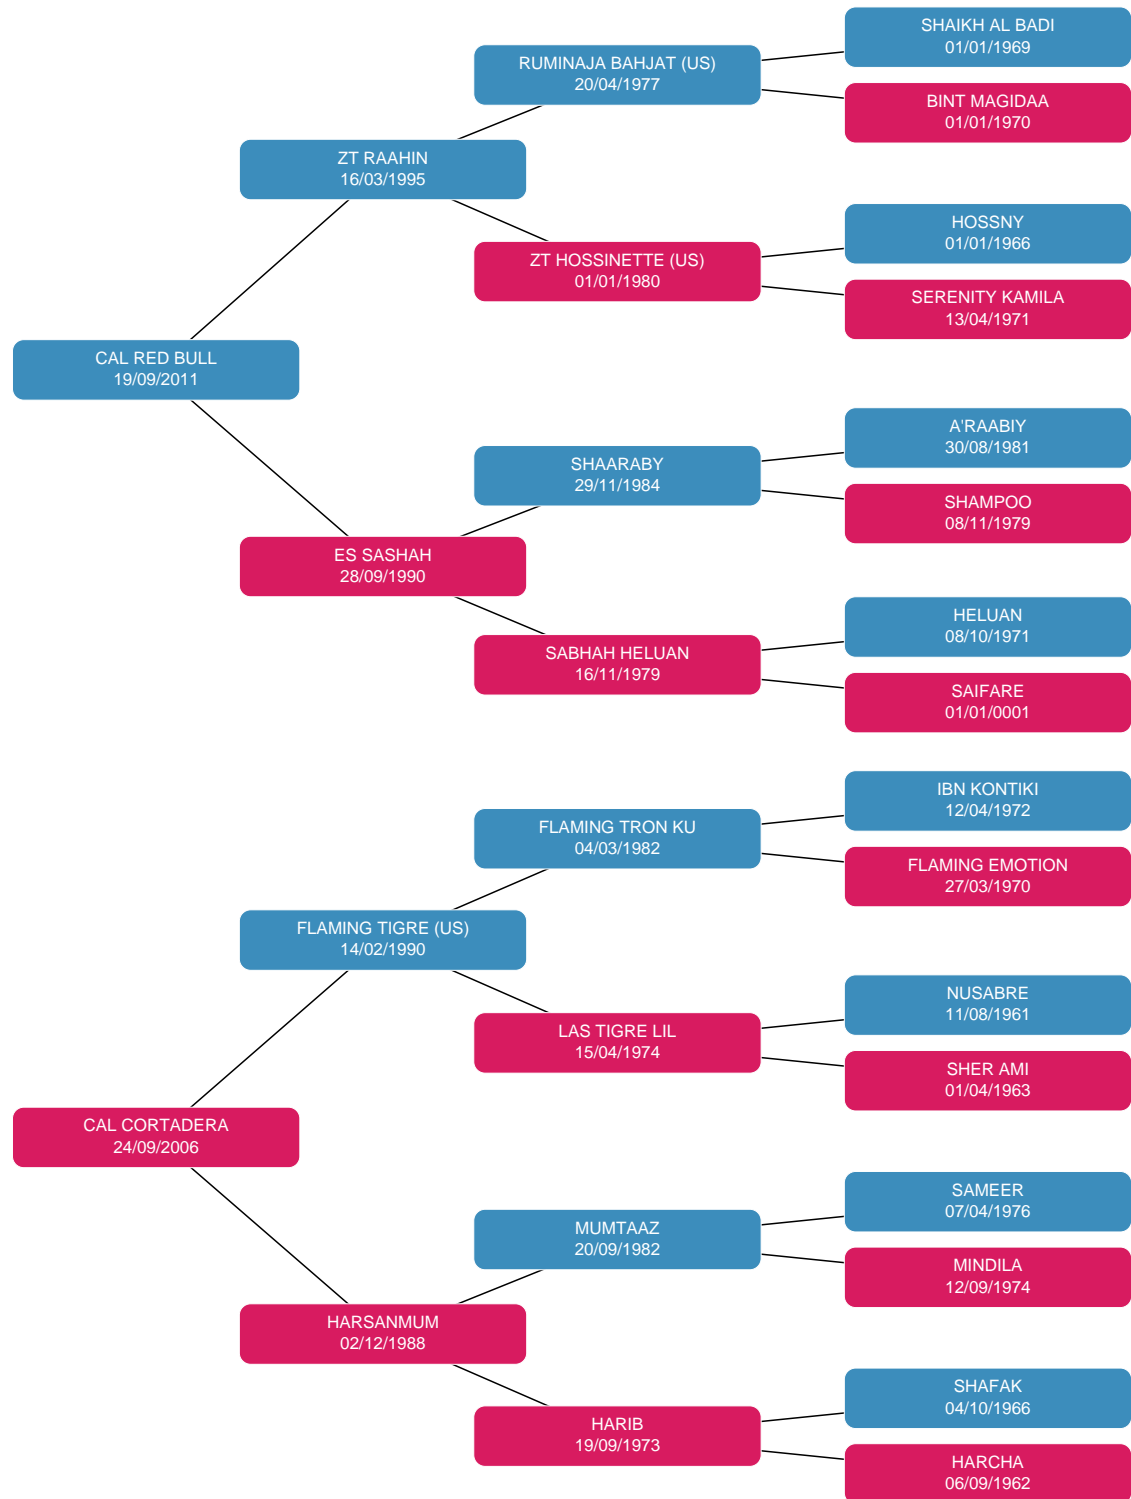 SHAIKH AL BADI
01/01/1969
RUMINAJA BAHJAT (US)
20/04/1977
BINT MAGIDAA
01/01/1970
ZT RAAHIN
16/03/1995
HOSSNY
01/01/1966
ZT HOSSINETTE (US)
01/01/1980
SERENITY KAMILA
13/04/1971
CAL RED BULL
19/09/2011
A'RAABIY
30/08/1981
SHAARABY
29/11/1984
SHAMPOO
08/11/1979
ES SASHAH
28/09/1990
HELUAN
08/10/1971
SABHAH HELUAN
16/11/1979
SAIFARE
01/01/0001
IBN KONTIKI
12/04/1972
FLAMING TRON KU
04/03/1982
FLAMING EMOTION
27/03/1970
FLAMING TIGRE (US)
14/02/1990
NUSABRE
11/08/1961
LAS TIGRE LIL
15/04/1974
SHER AMI
01/04/1963
CAL CORTADERA
24/09/2006
SAMEER
07/04/1976
MUMTAAZ
20/09/1982
MINDILA
12/09/1974
HARSANMUM
02/12/1988
SHAFAK
04/10/1966
HARIB
19/09/1973
HARCHA
06/09/1962